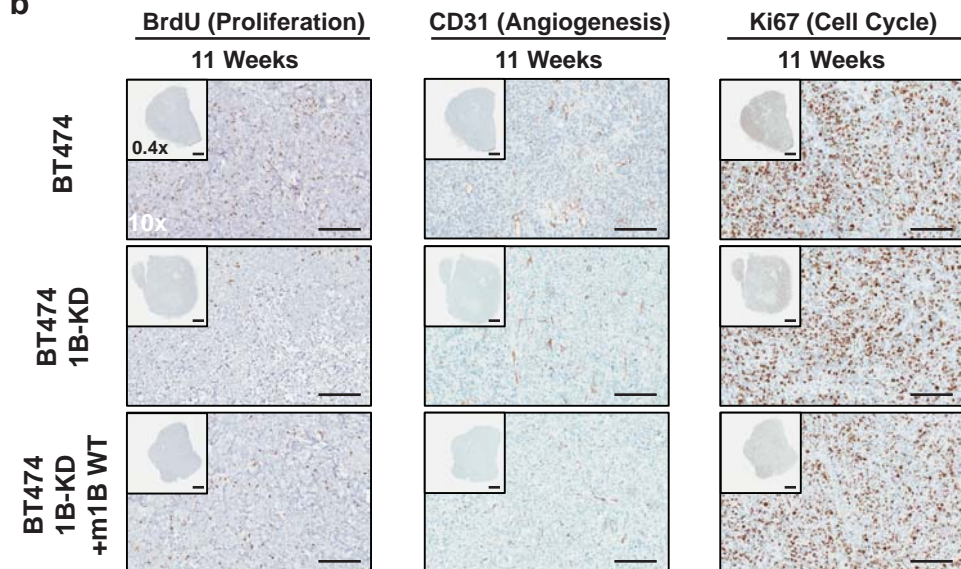 b
BrdU (Proliferation)
CD31 (Angiogenesis)
Ki67 (Cell Cycle)
11 Weeks
11 Weeks
11 Weeks
BT474
0.4x
10x
BT474
1B-KD
BT474
1B-KD
+m1B WT